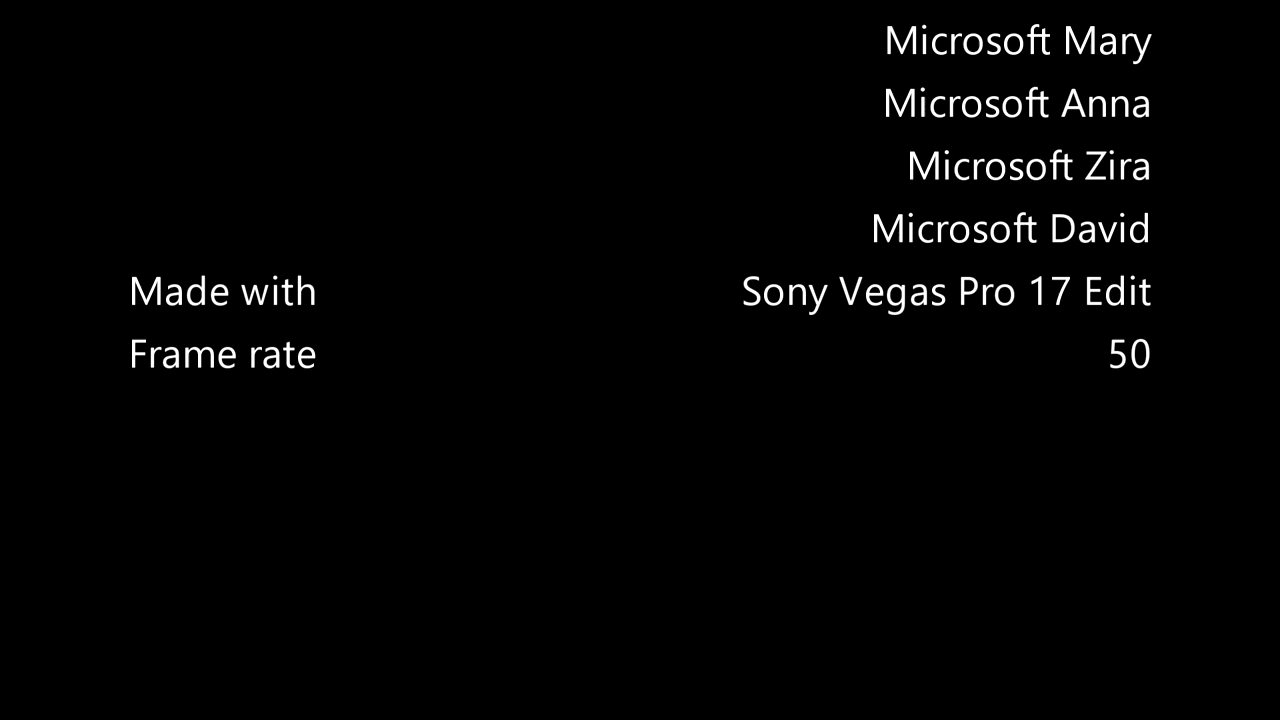 Microsoft Mary
Microsoft Anna
Microsoft Zira
Microsoft David
Made with Sony Vegas Pro 17 Edit
Frame rate 50